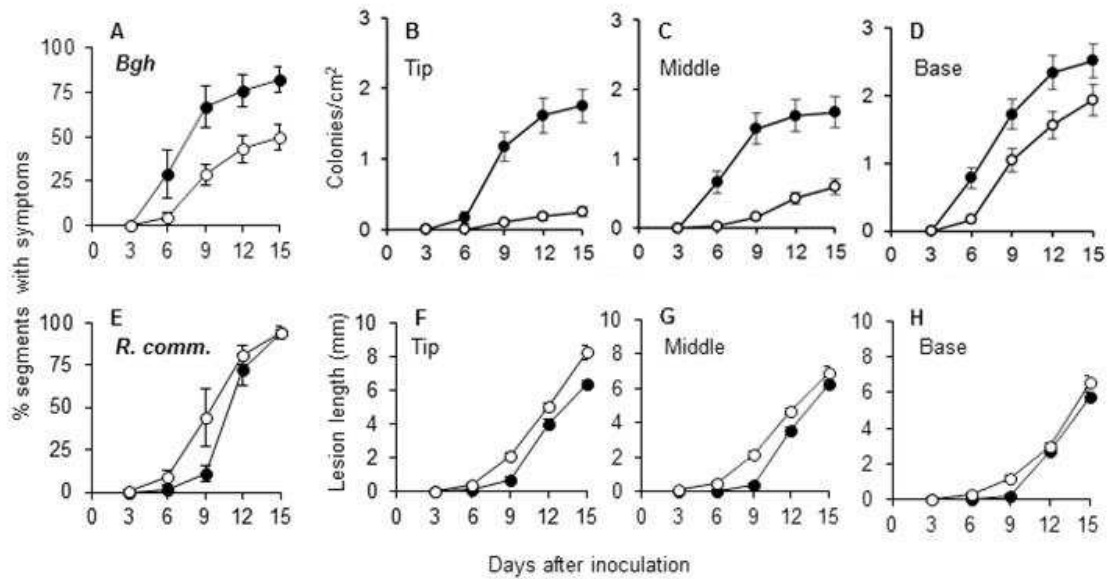 A
Bgh
100
75
50
25
0
0 3 6 9 12 15
B
Tip
3
2
1
0
0 3 6 9 12 15
Colonies/cm2
C
Middle
3
2
1
0
0 3 6 9 12 15
D
Base
3
2
1
0
0 3 6 9 12 15
% segments with symptoms
E
R. comm.
100
75
50
25
0
0 3 6 9 12 15
F
Tip
10
8
6
4
2
0
0 3 6 9 12 15
Lesion length (mm)
G
Middle
10
8
6
4
2
0
0 3 6 9 12 15
H
Base
10
8
6
4
2
0
0 3 6 9 12 15
Days after inoculation